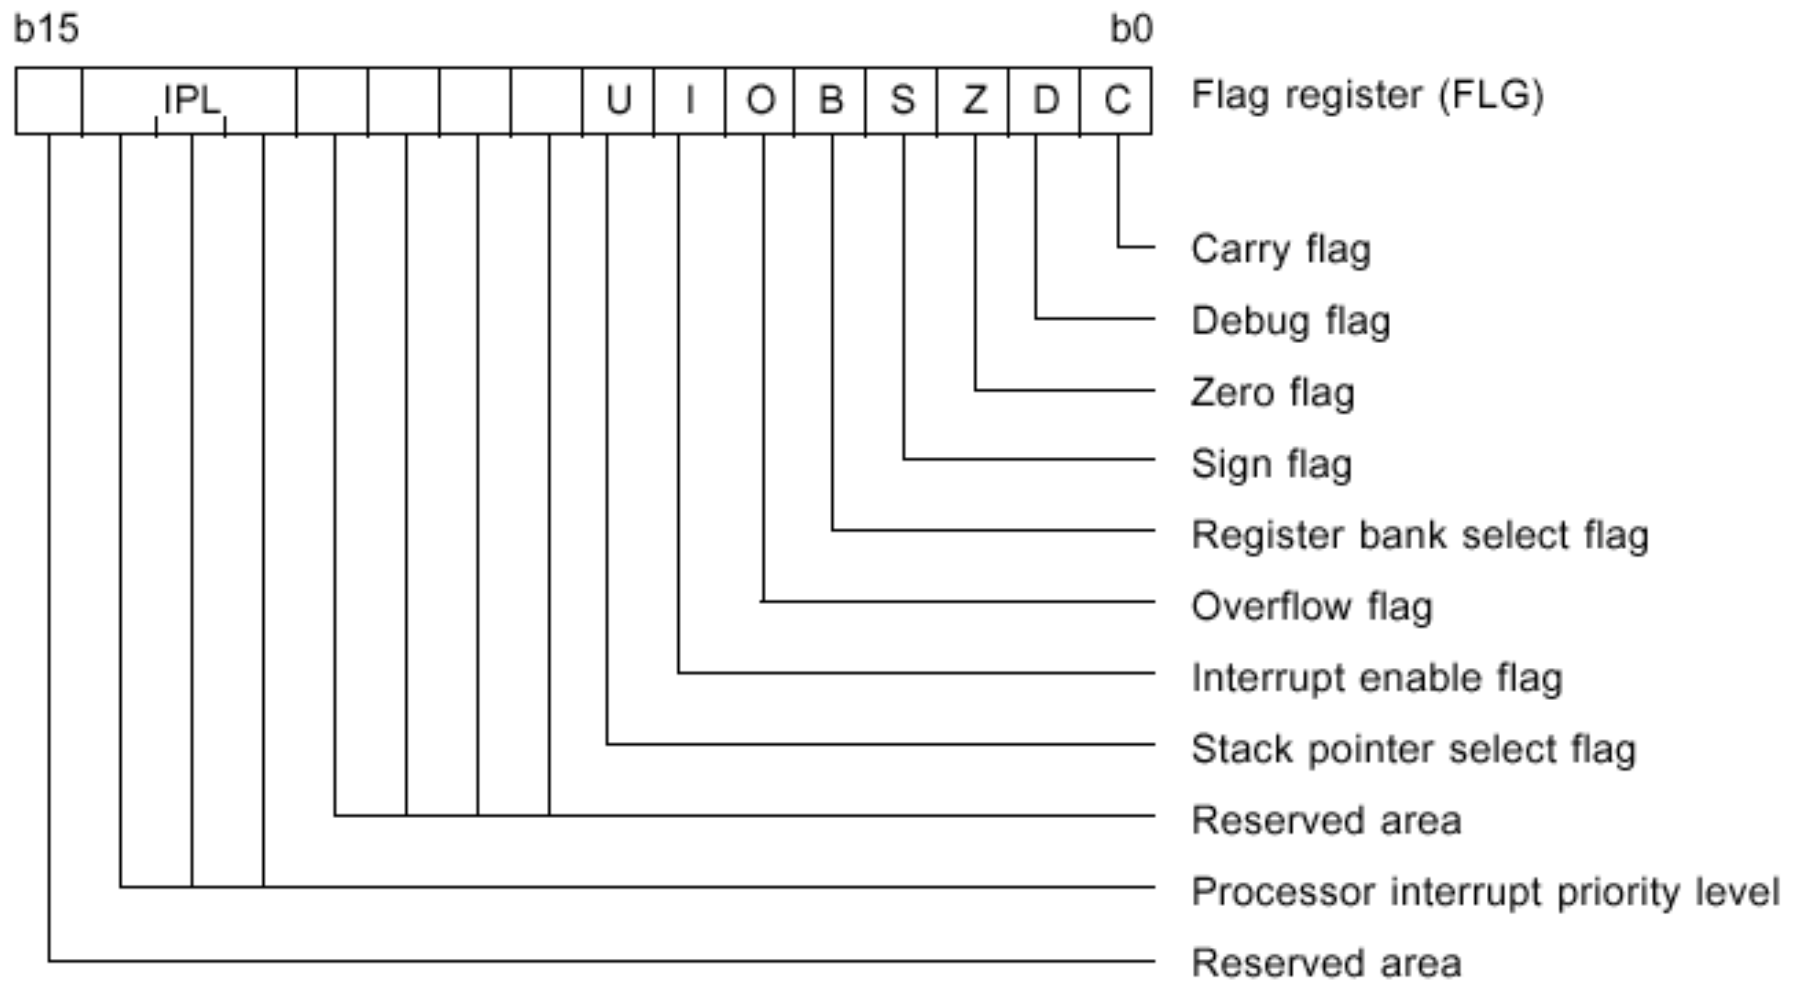 b15 b0
IPL U I O B S Z D C Flag register (FLG)
Carry flag
Debug flag
Zero flag
Sign flag
Register bank select flag
Overflow flag
Interrupt enable flag
Stack pointer select flag
Reserved area
Processor interrupt priority level
Reserved area